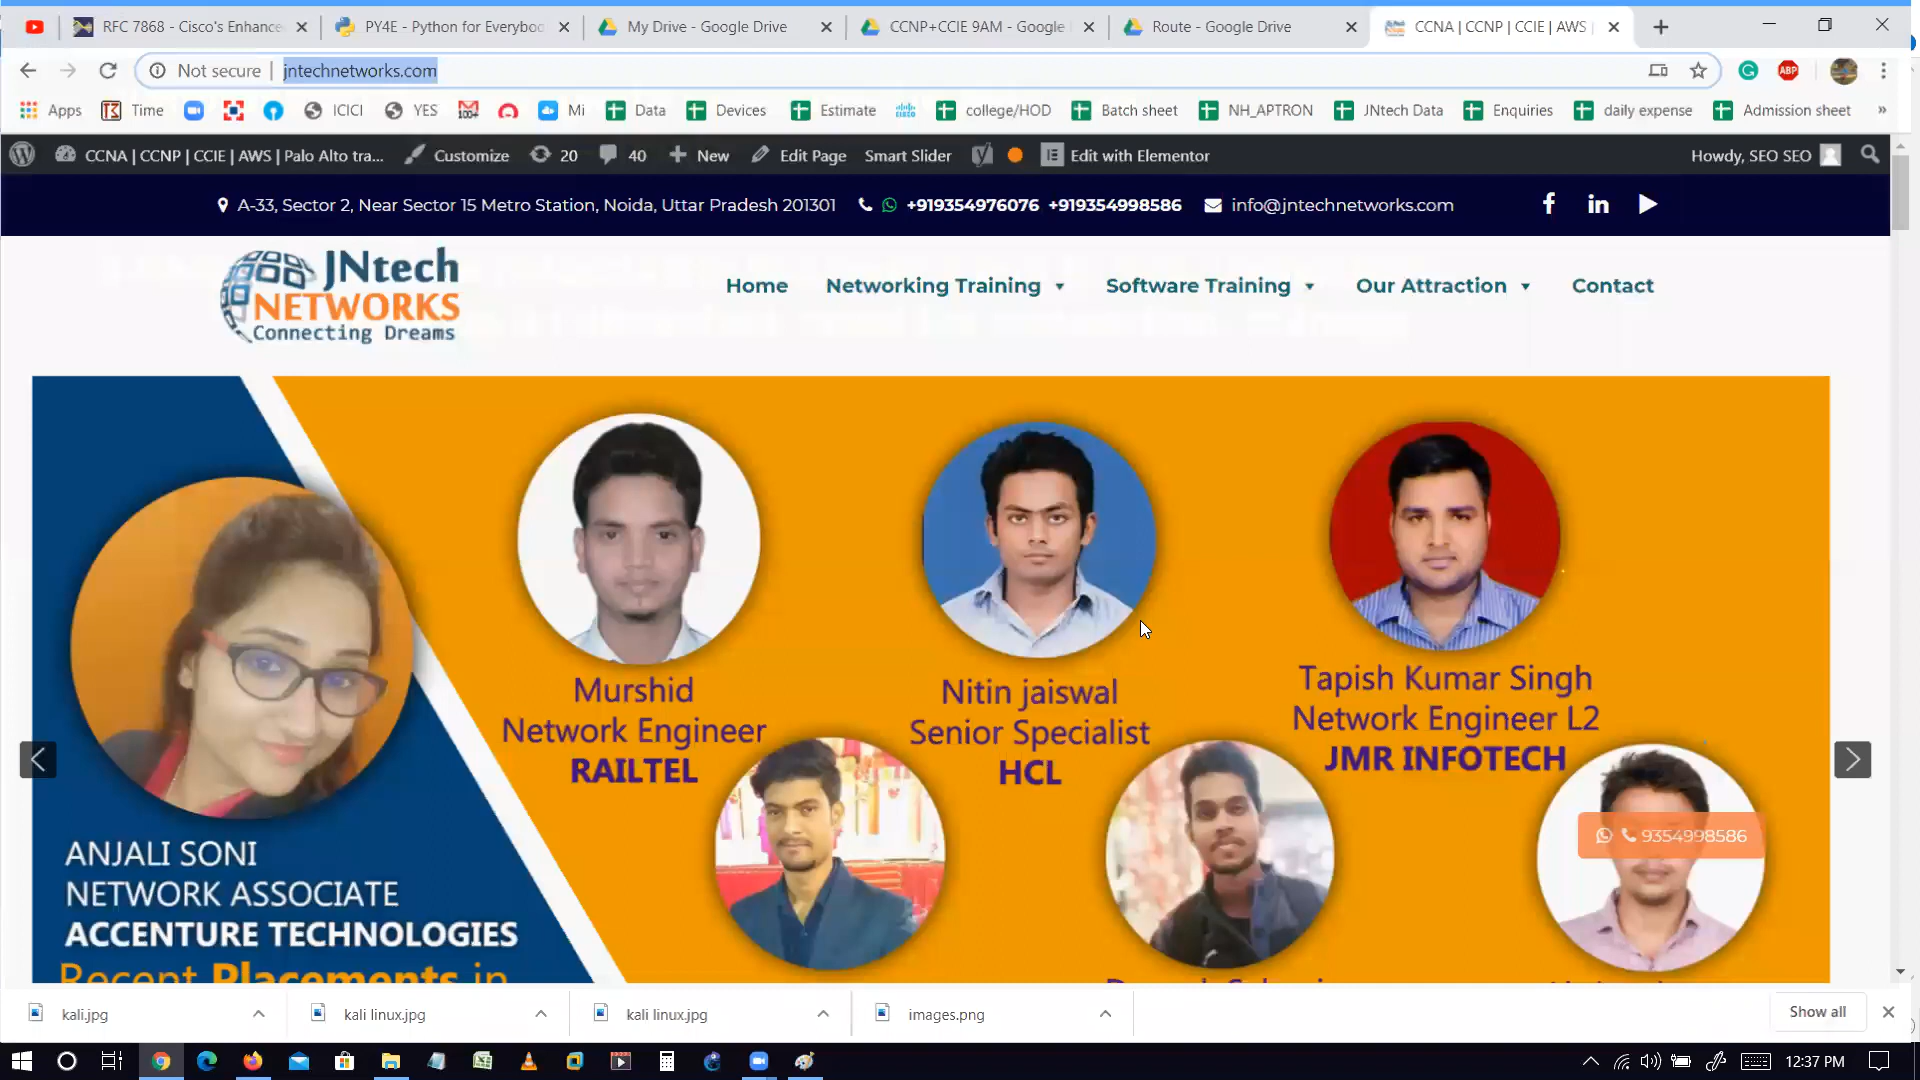 RFC 7868 - Cisco's Enhance
PY4E - Python for Everybo
My Drive - Google Drive
CCNP+CCIE 9AM - Google
Route - Google Drive
CCNA | CCNP | CCIE | AWS |
Not secure | jntechnetworks.com
ABP
Apps
Time
ICICI
YES
100+
Mi
Data
Devices
Estimate
college/HOD
Batch sheet
NH_APTRON
JNtech Data
Enquiries
daily expense
Admission sheet
»
CCNA | CCNP | CCIE | AWS | Palo Alto tra...
Customize
20
40
New
Edit Page
Smart Slider
Edit with Elementor
Howdy, SEO SEO
A-33, Sector 2, Near Sector 15 Metro Station, Noida, Uttar Pradesh 201301
+919354976076 +919354998586
info@jntechnetworks.com
JNtech
NETWORKS
Connecting Dreams
Home
Networking Training
Software Training
Our Attraction
Contact
Murshid
Network Engineer
RAILTEL
Nitin jaiswal
Senior Specialist
HCL
Tapish Kumar Singh
Network Engineer L2
JMR INFOTECH
9354998586
ANJALI SONI
NETWORK ASSOCIATE
ACCENTURE TECHNOLOGIES
Recent Placements in
kali.jpg
kali linux.jpg
kali linux.jpg
images.png
Show all
12:37 PM